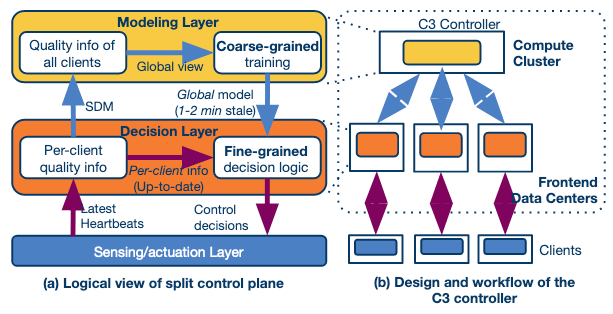 Modeling Layer
Quality info of
all clients
Global view
Coarse-grained
training
SDM
Global model
(1-2 min stale)
Decision Layer
Per-client
quality info
Per-client info
(Up-to-date)
Fine-grained
decision logic
Latest
Heartbeats
Control
decisions
Sensing/actuation Layer
(a) Logical view of split control plane
C3 Controller
Compute
Cluster
Frontend
Data Centers
Clients
(b) Design and workflow of the
C3 controller